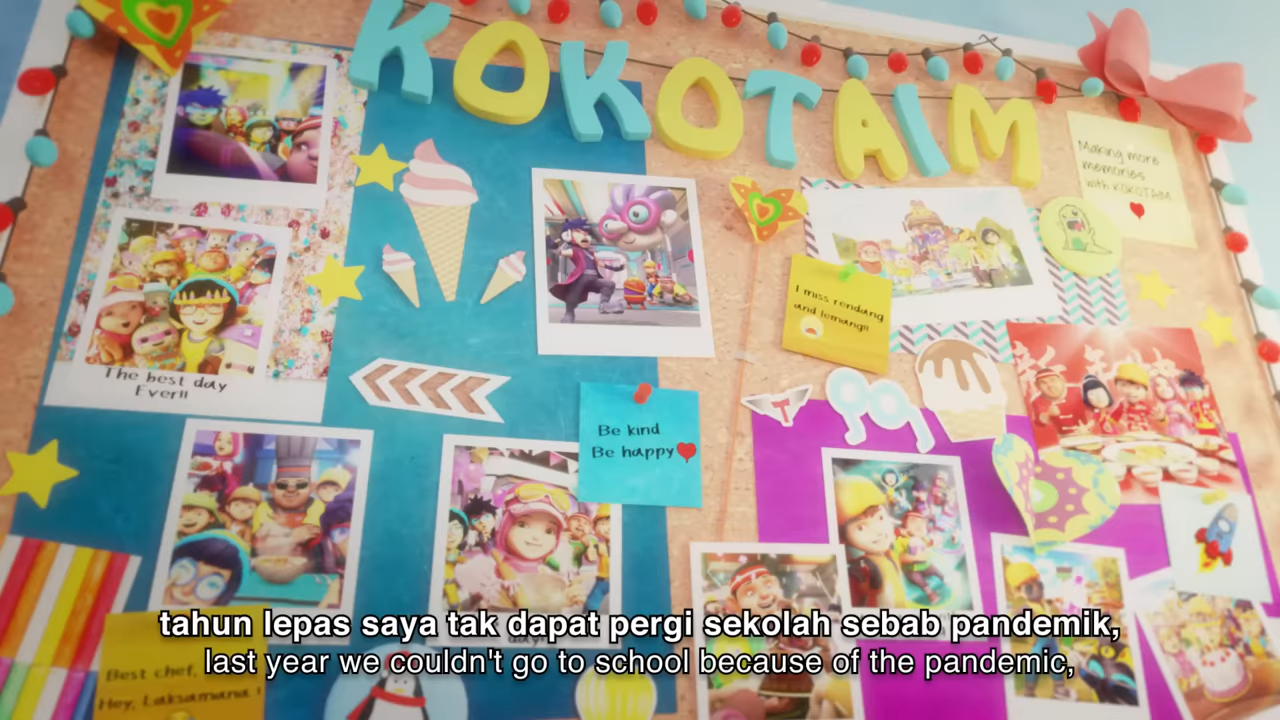 KOKOTAIM
Making more
memories
with KOKOTAIM
I miss rendang
and lemang!!
The best day
Ever!!
T
Be kind
Be happy
Best chef,
Hey, Laksamana!
tahun lepas saya tak dapat pergi sekolah sebab pandemik,
last year we couldn't go to school because of the pandemic,